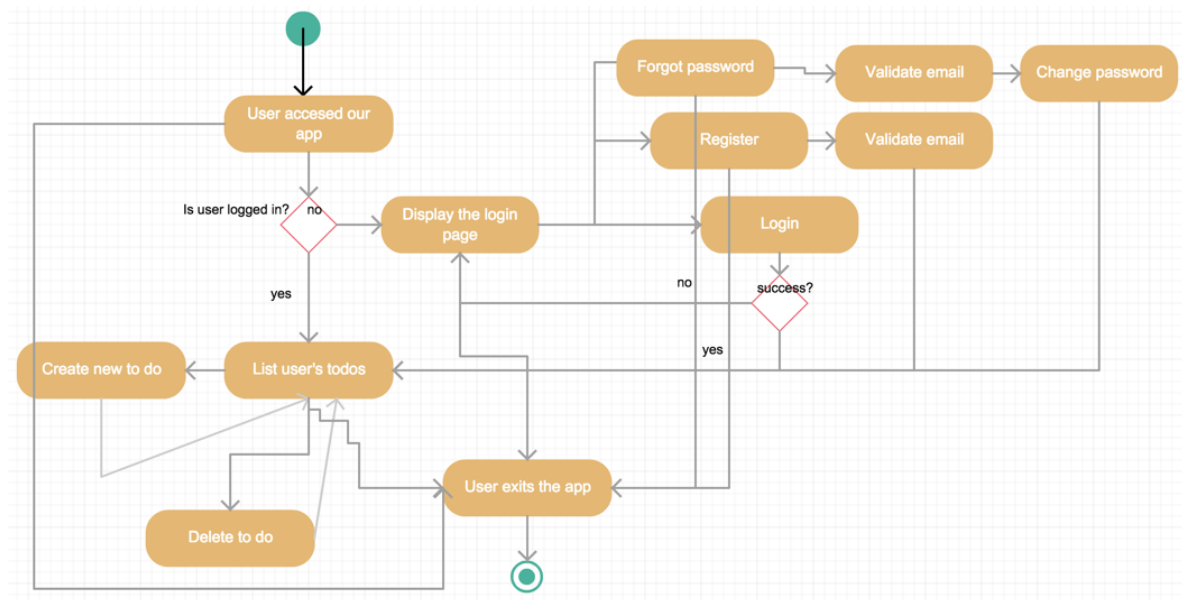 Forgot password
Validate email
Change password
User accesed our
app
Register
Validate email
Is user logged in?
no
Display the login
page
Login
yes
no
success?
yes
Create new to do
List user's todos
User exits the app
Delete to do